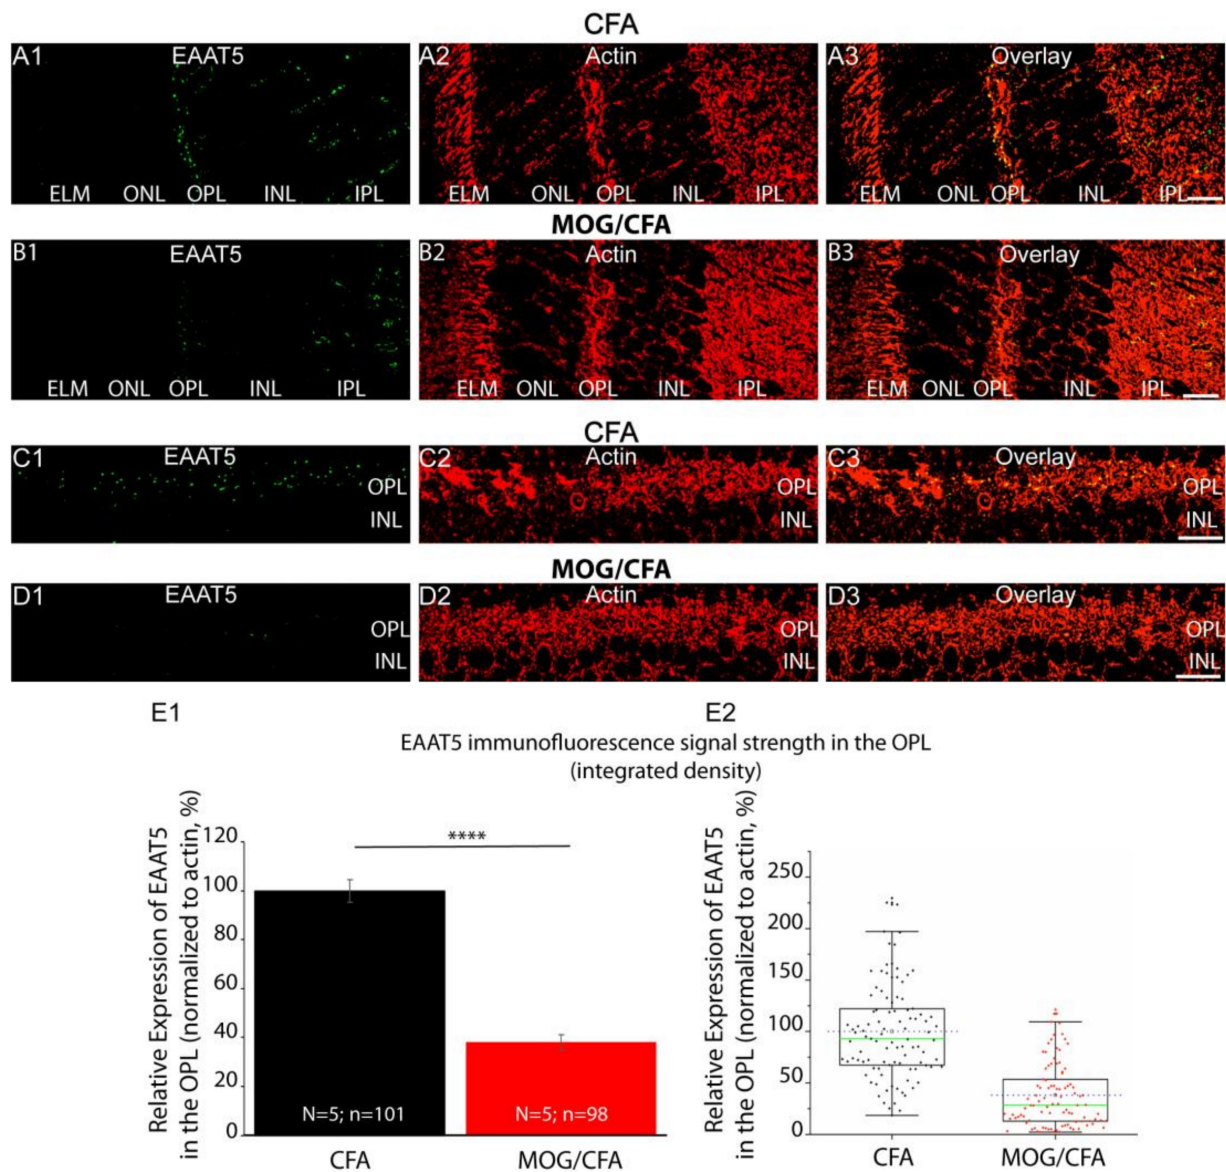 CFA
A1 EAAT5 A2 Actin A3 Overlay
ELM ONL OPL INL IPL ELM ONL OPL INL IPL ELM ONL OPL INL IPL
MOG/CFA
B1 EAAT5 B2 Actin B3 Overlay
ELM ONL OPL INL IPL ELM ONL OPL INL IPL ELM ONL OPL INL IPL
CFA
C1 EAAT5 C2 Actin C3 Overlay
OPL OPL OPL
INL INL INL
MOG/CFA
D1 EAAT5 D2 Actin D3 Overlay
OPL OPL OPL
INL INL INL
E1 E2
EAAT5 immunofluorescence signal strength in the OPL
(integrated density)
Relative Expression of EAAT5
in the OPL (normalized to actin, %)
120
100
80
60
40
20
0
****
N=5; n=101 N=5; n=98
CFA MOG/CFA
Relative Expression of EAAT5
in the OPL (normalized to actin, %)
250
200
150
100
50
0
CFA MOG/CFA